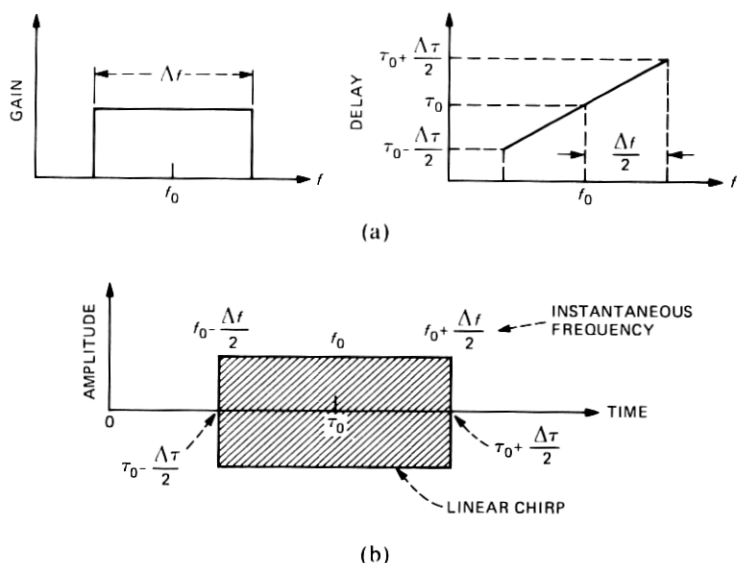 GAIN
Δf
f₀
f
DELAY
τ₀+ Δτ/2
τ₀
τ₀- Δτ/2
Δf/2
f₀
f
(a)
AMPLITUDE
0
f₀- Δf/2
f₀
f₀+ Δf/2
INSTANTANEOUS
FREQUENCY
TIME
τ₀- Δτ/2
τ₀
τ₀+ Δτ/2
LINEAR CHIRP
(b)